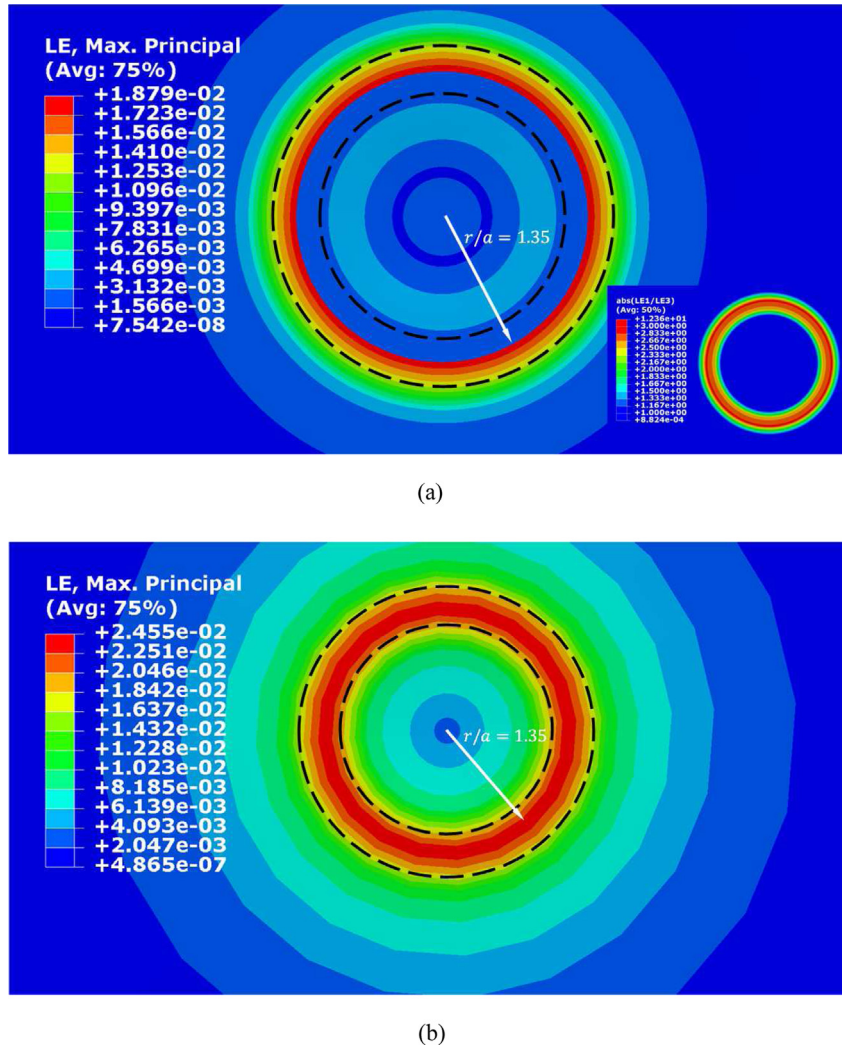 LE, Max. Principal
(Avg: 75%)
+1.879e-02
+1.723e-02
+1.566e-02
+1.410e-02
+1.253e-02
+1.096e-02
+9.397e-03
+7.831e-03
+6.265e-03
+4.699e-03
+3.132e-03
+1.566e-03
+7.542e-08
r/a = 1.35
abs(LE1/LE3)
(Avg: 50%)
+1.236e+01
+3.000e+00
+2.833e+00
+2.667e+00
+2.500e+00
+2.333e+00
+2.167e+00
+2.000e+00
+1.833e+00
+1.667e+00
+1.500e+00
+1.333e+00
+1.167e+00
+1.000e+00
+8.824e-04
(a)
LE, Max. Principal
(Avg: 75%)
+2.455e-02
+2.251e-02
+2.046e-02
+1.842e-02
+1.637e-02
+1.432e-02
+1.228e-02
+1.023e-02
+8.185e-03
+6.139e-03
+4.093e-03
+2.047e-03
+4.865e-07
r/a = 1.35
(b)